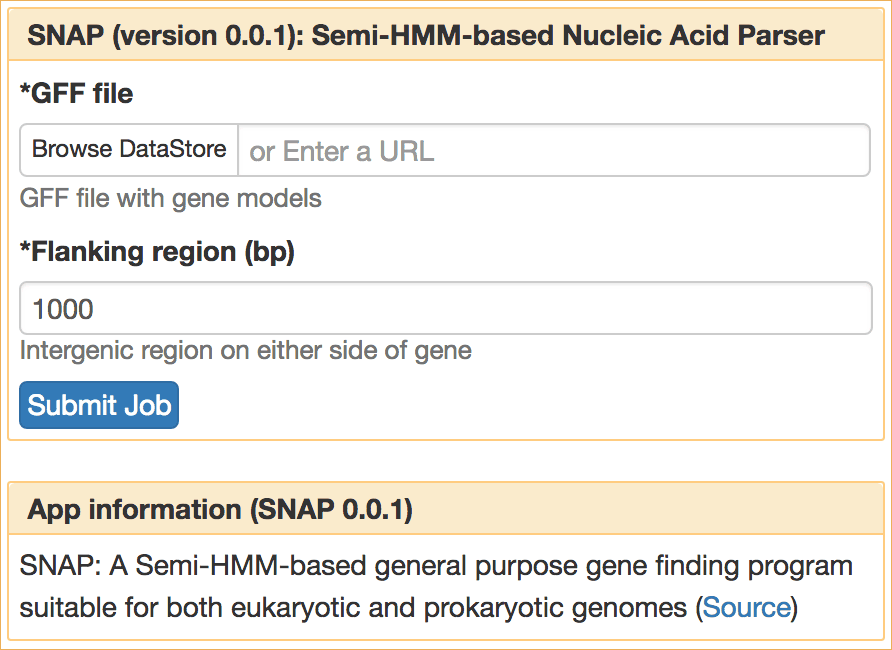 SNAP (version 0.0.1): Semi-HMM-based Nucleic Acid Parser
*GFF file
Browse DataStore or Enter a URL
GFF file with gene models
*Flanking region (bp)
1000
Intergenic region on either side of gene
Submit Job
App information (SNAP 0.0.1)
SNAP: A Semi-HMM-based general purpose gene finding program
suitable for both eukaryotic and prokaryotic genomes (Source)